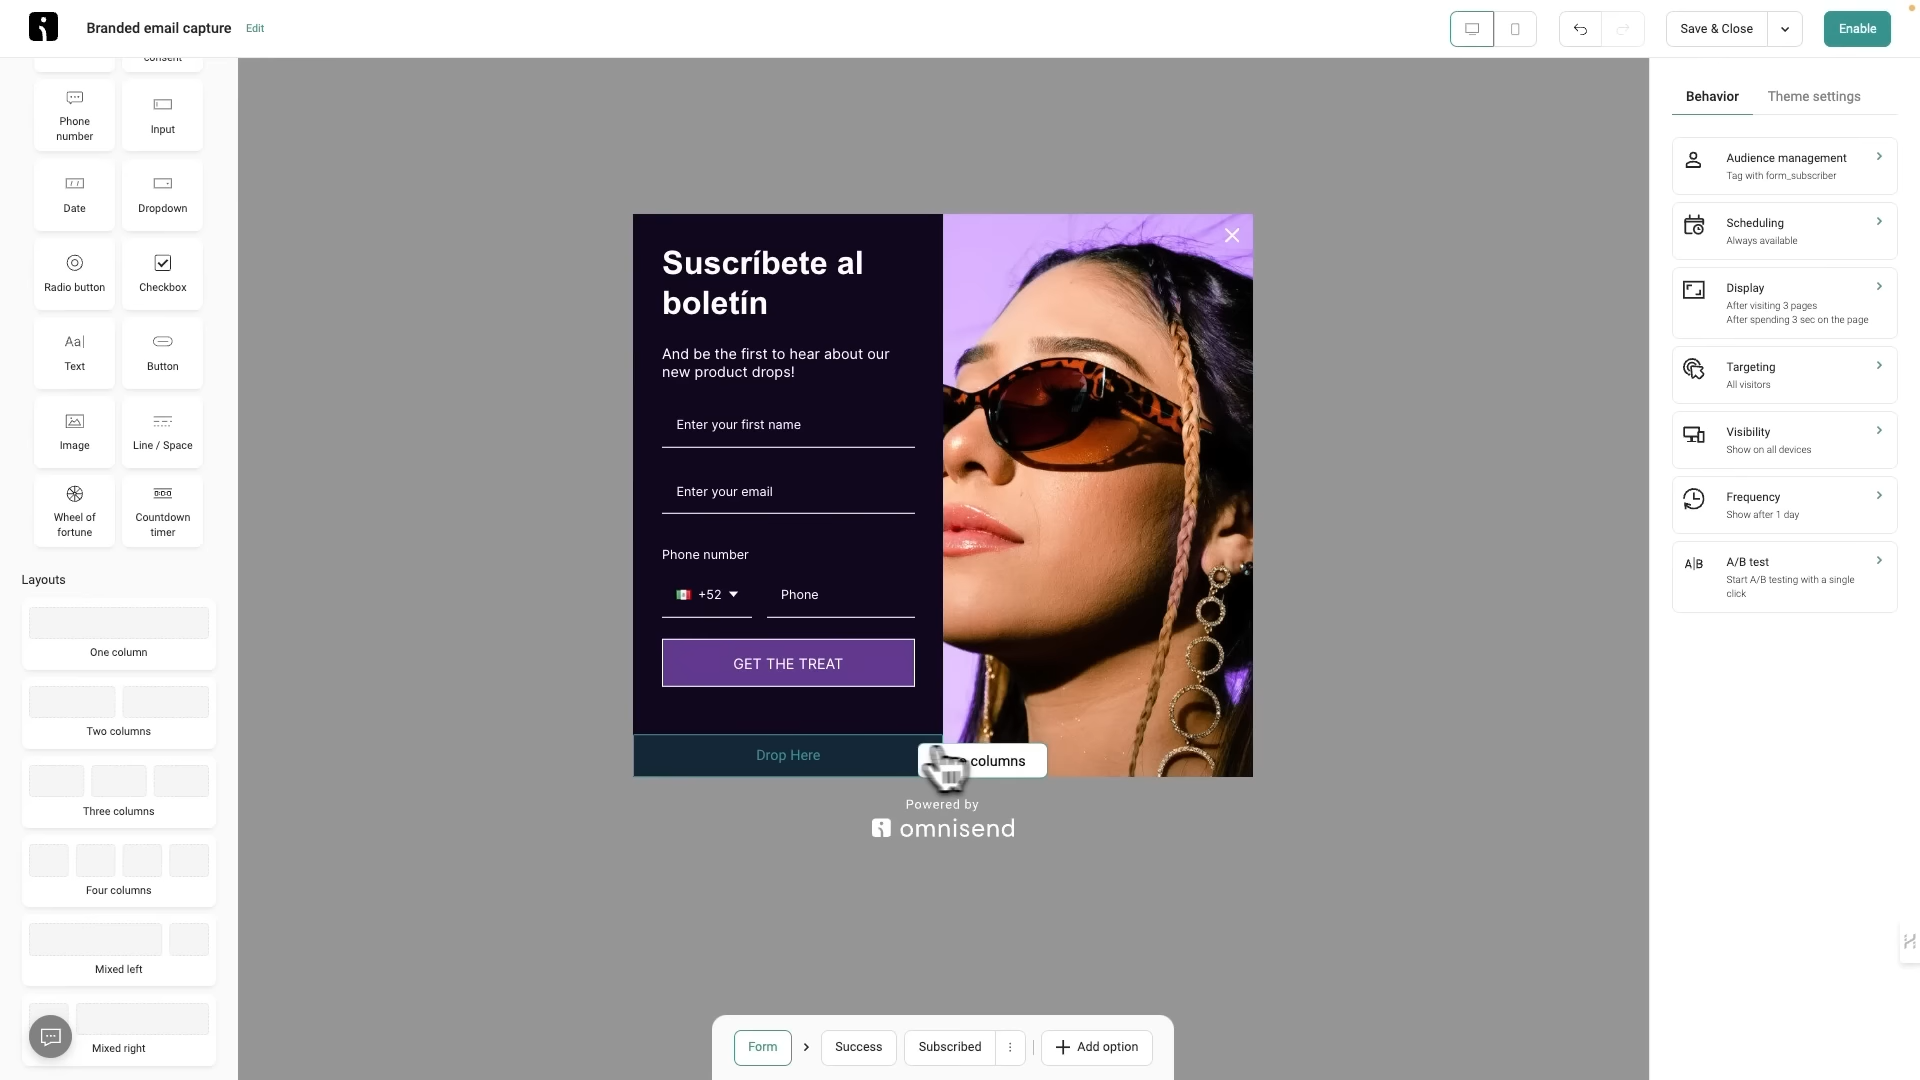 Branded email capture
Edit
Save & Close
Enable
consent
Phone
number
Input
Date
Dropdown
Radio button
Checkbox
Aa|
Text
Button
Image
Line / Space
Wheel of
fortune
Countdown
timer
Layouts
One column
Two columns
Three columns
Four columns
Mixed left
Mixed right
Suscríbete al
boletín
And be the first to hear about our
new product drops!
Enter your first name
Enter your email
Phone number
+52
Phone
GET THE TREAT
Drop Here
columns
Powered by
omnisend
Form
Success
Subscribed
Add option
Behavior
Theme settings
Audience management
Tag with form_subscriber
Scheduling
Always available
Display
After visiting 3 pages
After spending 3 sec on the page
Targeting
All visitors
Visibility
Show on all devices
Frequency
Show after 1 day
A|B
A/B test
Start A/B testing with a single
click